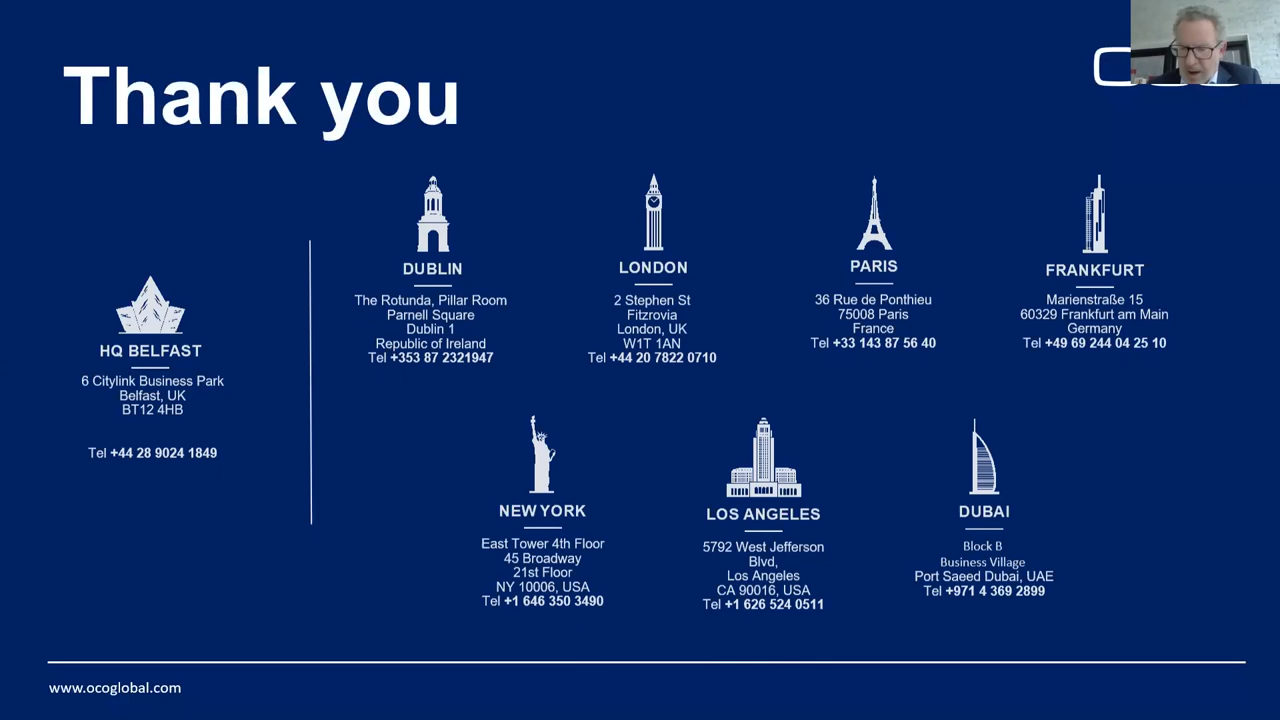 Thank you
HQ BELFAST
6 Citylink Business Park
Belfast, UK
BT12 4HB
Tel +44 28 9024 1849
DUBLIN
The Rotunda, Pillar Room
Parnell Square
Dublin 1
Republic of Ireland
Tel +353 87 2321947
LONDON
2 Stephen St
Fitzrovia
London, UK
W1T 1AN
Tel +44 20 7822 0710
PARIS
36 Rue de Ponthieu
75008 Paris
France
Tel +33 143 87 56 40
FRANKFURT
Marienstraße 15
60329 Frankfurt am Main
Germany
Tel +49 69 244 04 25 10
NEW YORK
East Tower 4th Floor
45 Broadway
21st Floor
NY 10006, USA
Tel +1 646 350 3490
LOS ANGELES
5792 West Jefferson
Blvd,
Los Angeles
CA 90016, USA
Tel +1 626 524 0511
DUBAI
Block B
Business Village
Port Saeed Dubai, UAE
Tel +971 4 369 2899
www.ocoglobal.com